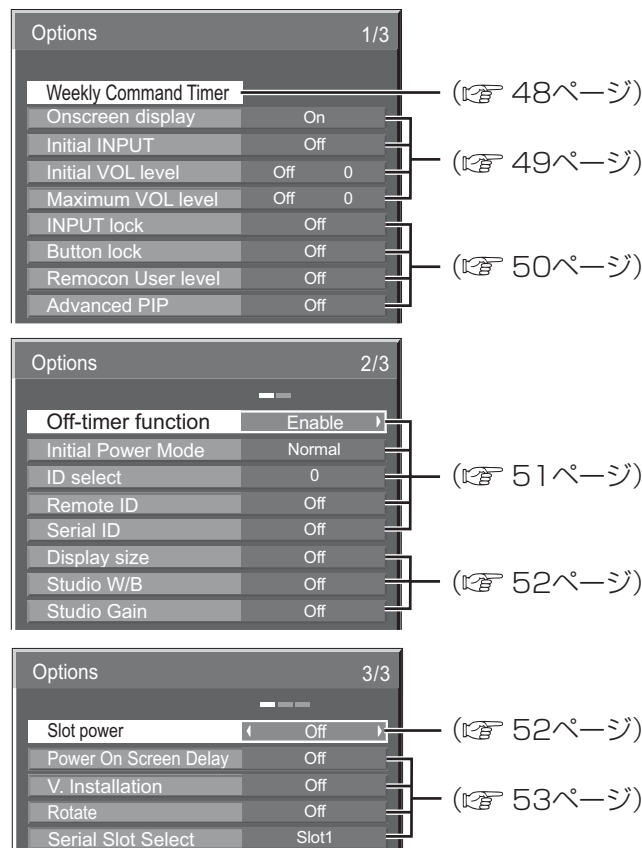 Options 1/3
Weekly Command Timer (☞ 48ページ)
Onscreen display On
Initial INPUT Off
Initial VOL level Off 0 (☞ 49ページ)
Maximum VOL level Off 0
INPUT lock Off
Button lock Off
Remocon User level Off (☞ 50ページ)
Advanced PIP Off
Options 2/3
Off-timer function Enable
Initial Power Mode Normal
ID select 0 (☞ 51ページ)
Remote ID Off
Serial ID Off
Display size Off
Studio W/B Off (☞ 52ページ)
Studio Gain Off
Options 3/3
Slot power Off (☞ 52ページ)
Power On Screen Delay Off
V. Installation Off (☞ 53ページ)
Rotate Off
Serial Slot Select Slot1